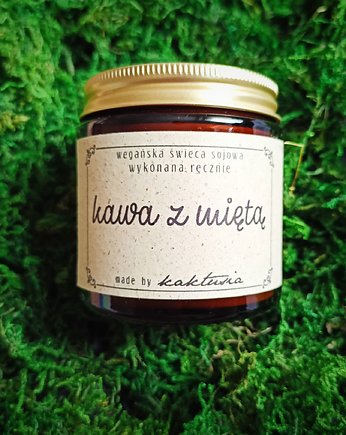 wegańska świeca sojowa
wykonana ręcznie
kawa z miętą
made by kaktusia